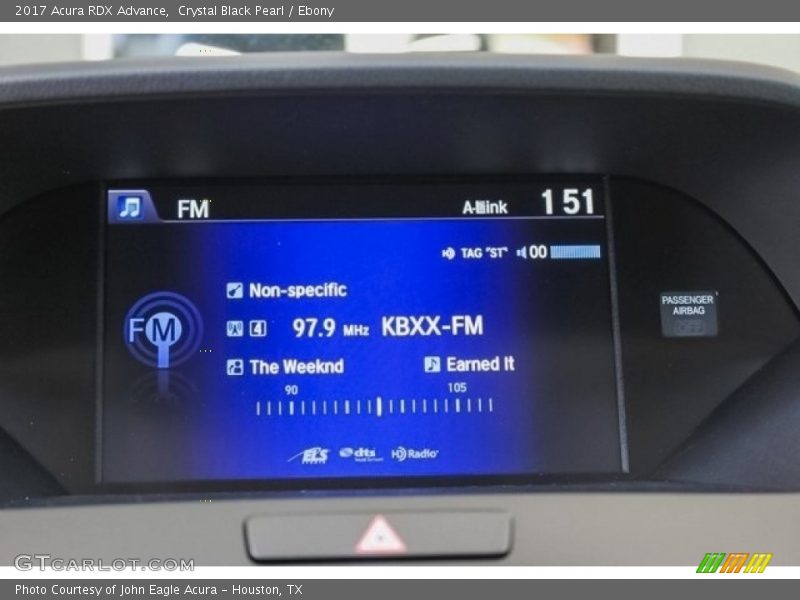 2017 Acura RDX Advance,  Crystal Black Pearl / Ebony
FM A-link 1 51
TAG "ST" 00
Non-specific
FM 4 97.9 MHz KBXX-FM
The Weeknd Earned It
90 105
ELS dts HD Radio
PASSENGER
AIRBAG
OFF
GTCARLOT.COM
Photo Courtesy of John Eagle Acura - Houston, TX